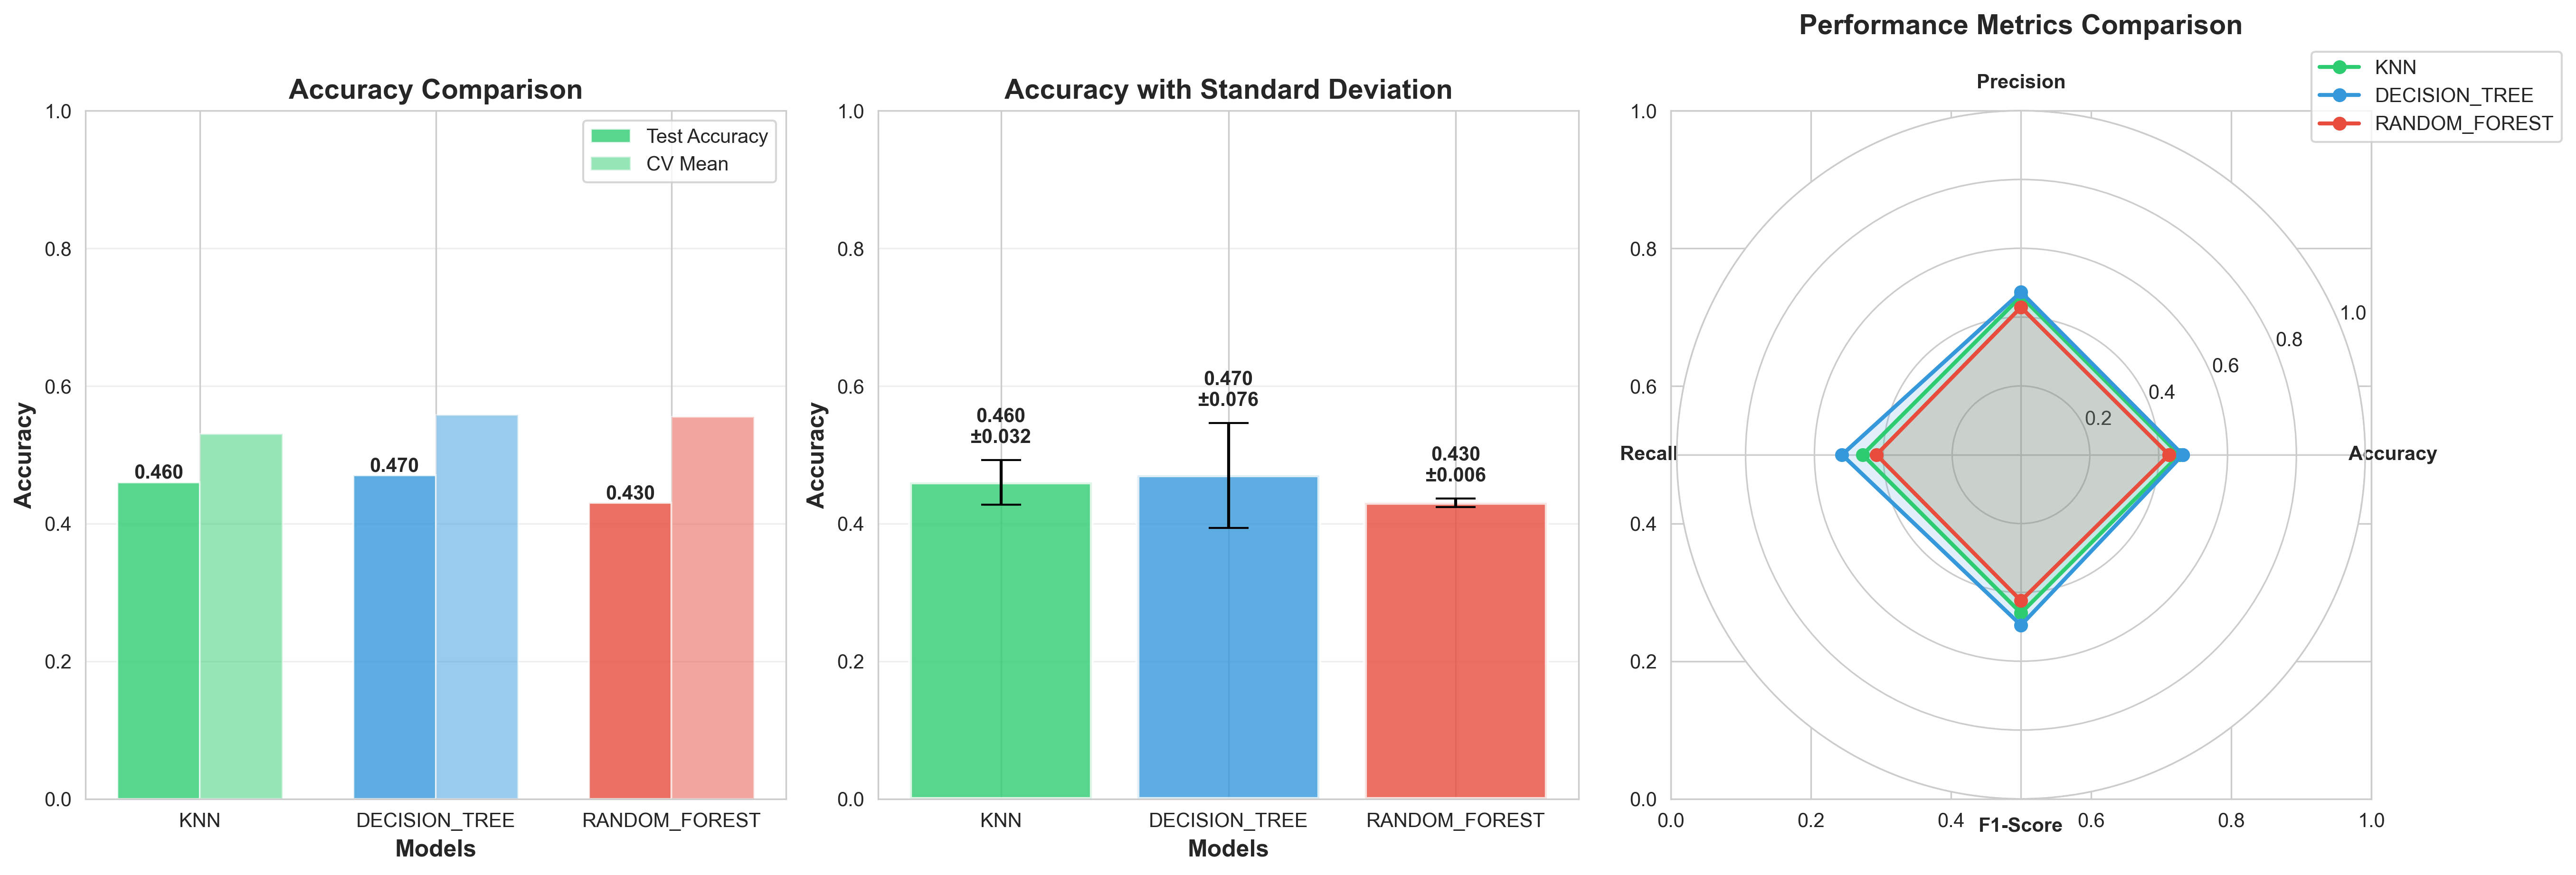 Accuracy Comparison
Test Accuracy
CV Mean
1.0
0.8
0.6
0.4
0.2
0.0
Accuracy
0.460
0.470
0.430
KNN
DECISION_TREE
RANDOM_FOREST
Models
Accuracy with Standard Deviation
1.0
0.8
0.6
0.4
0.2
0.0
Accuracy
0.460
±0.032
0.470
±0.076
0.430
±0.006
KNN
DECISION_TREE
RANDOM_FOREST
Models
Performance Metrics Comparison
KNN
DECISION_TREE
RANDOM_FOREST
Precision
1.0
0.8
0.6
0.4
0.2
0.0
1.0
0.8
0.6
0.4
0.2
Recall
Accuracy
0.0
0.2
0.4
F1-Score
0.6
0.8
1.0